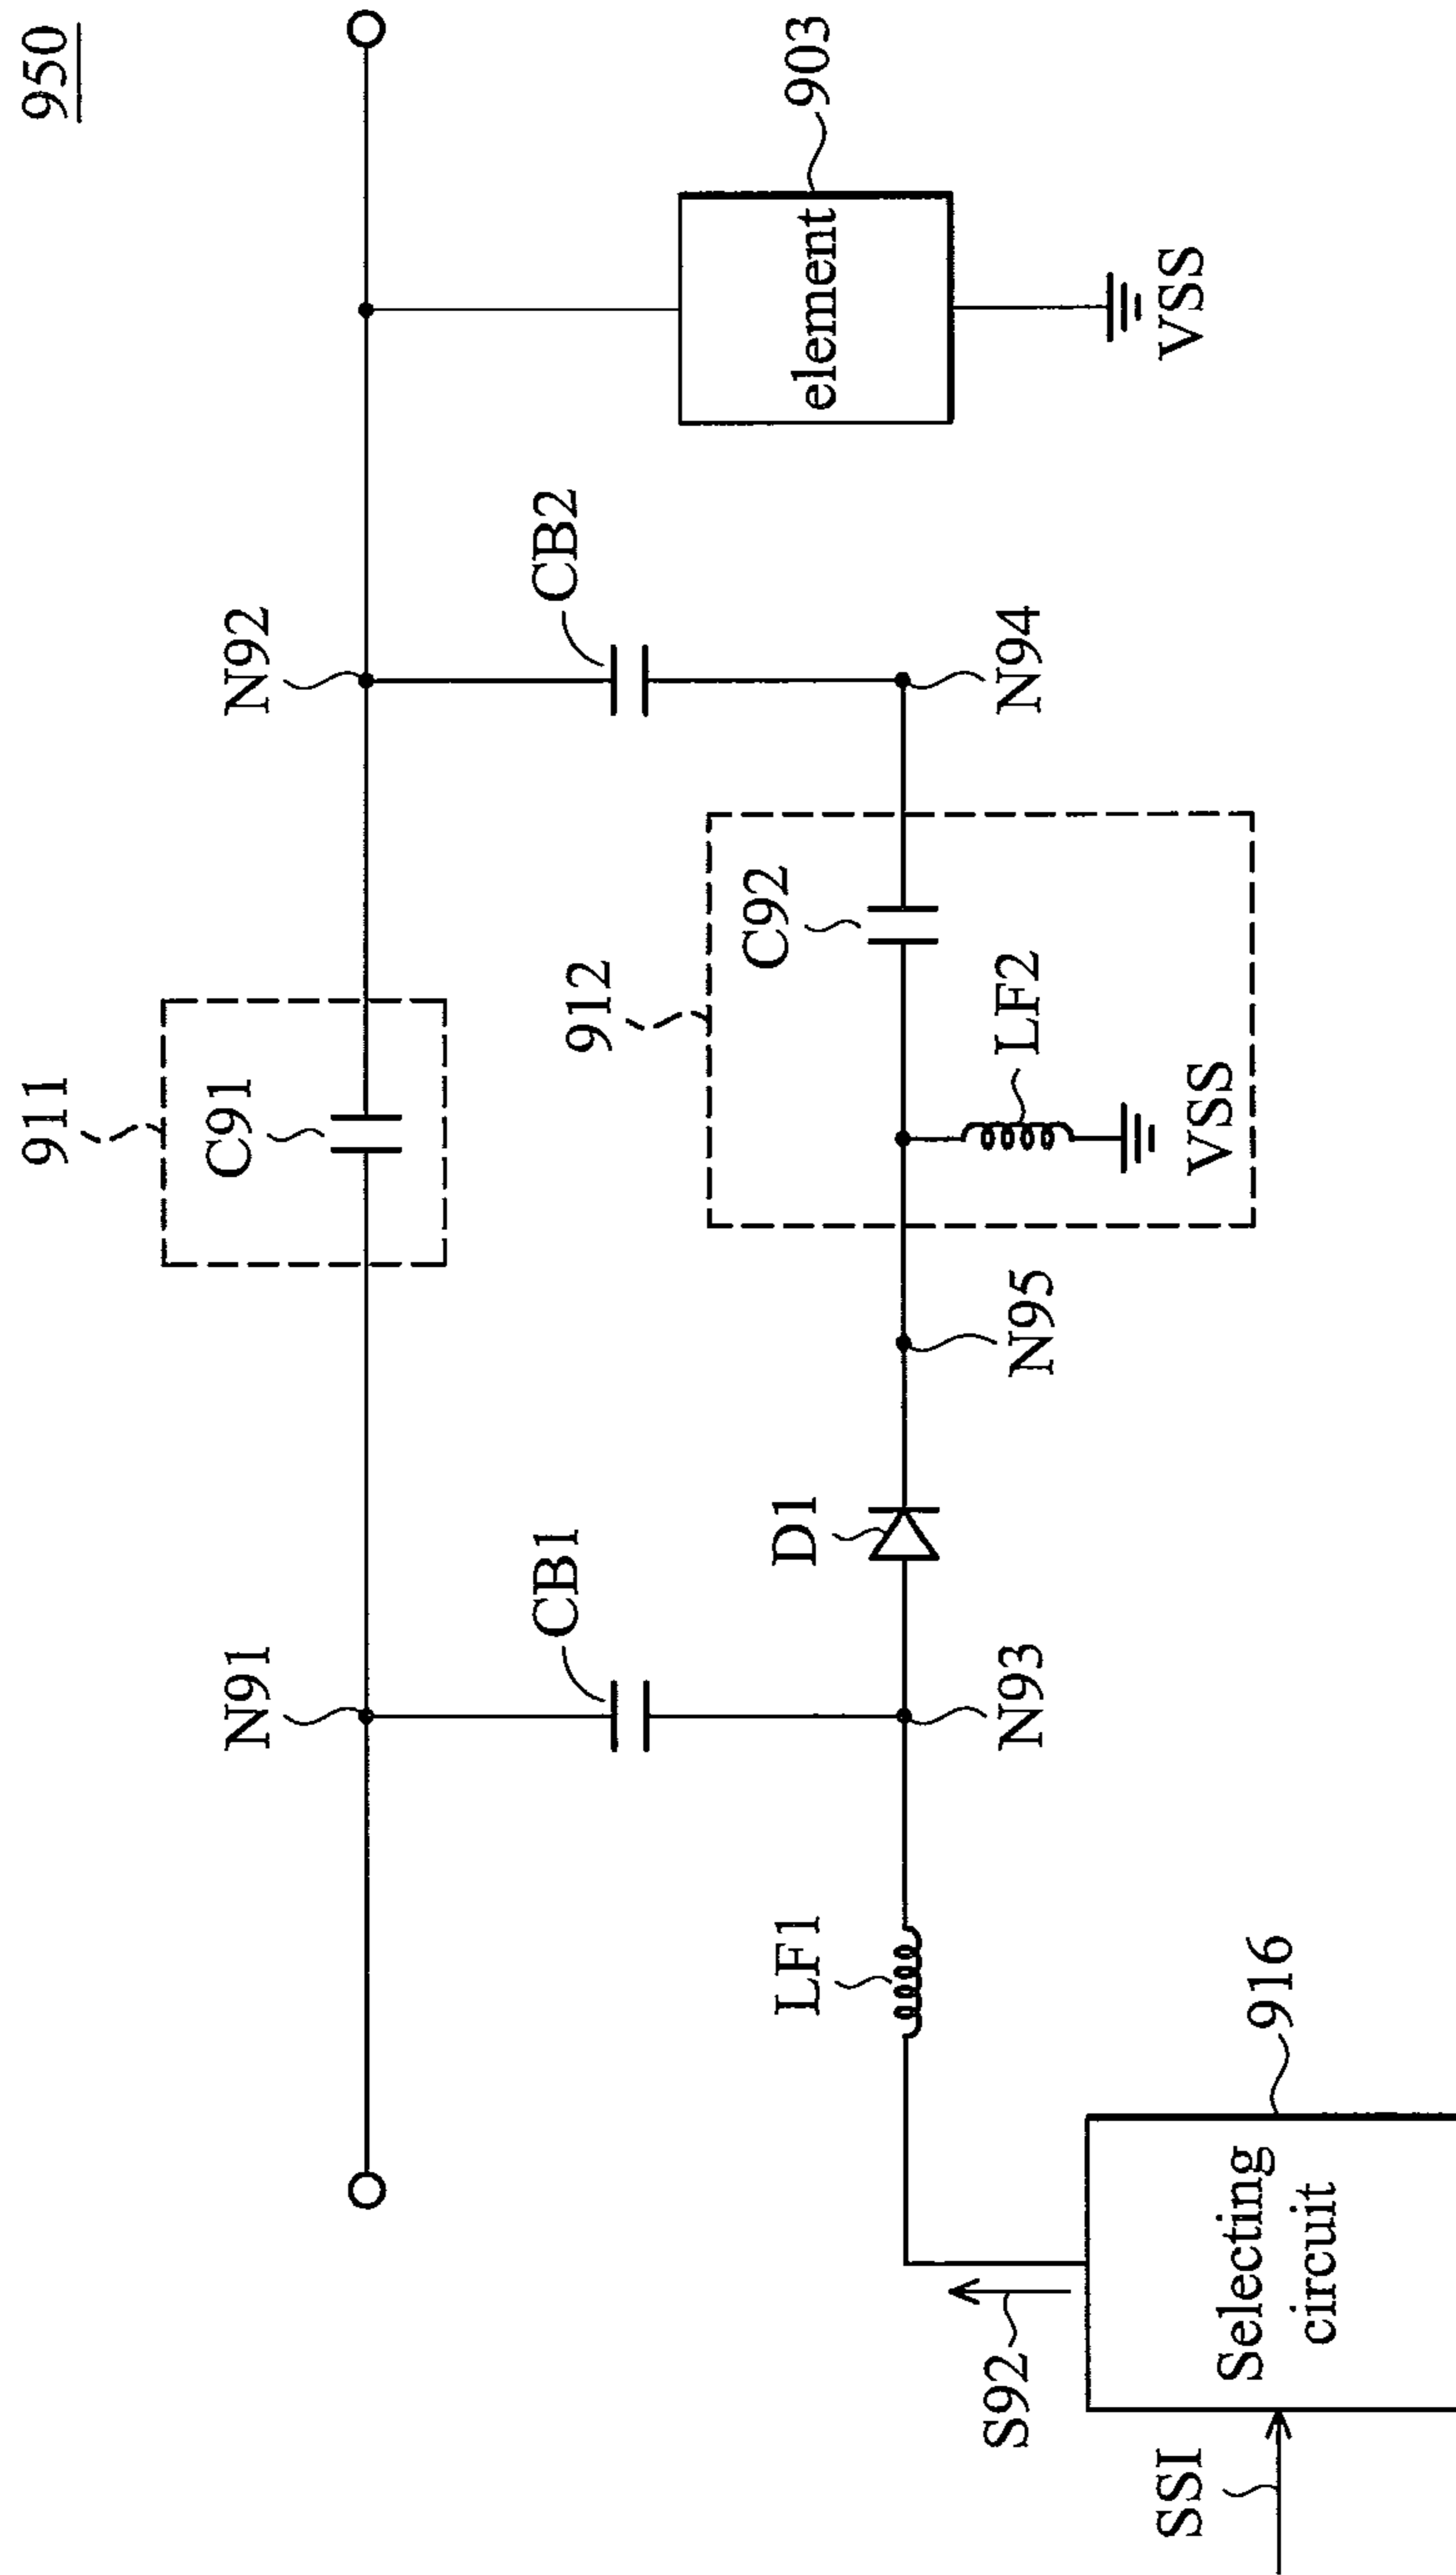 950
911
N91
C91
N92
CB1
CB2
912
903
LF1
D1
C92
element
N93
N95
LF2
N94
S92
VSS
VSS
SSI
Selecting
circuit
916